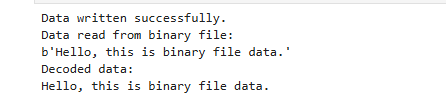 Data written successfully.
Data read from binary file:
b'Hello, this is binary file data.'
Decoded data:
Hello, this is binary file data.